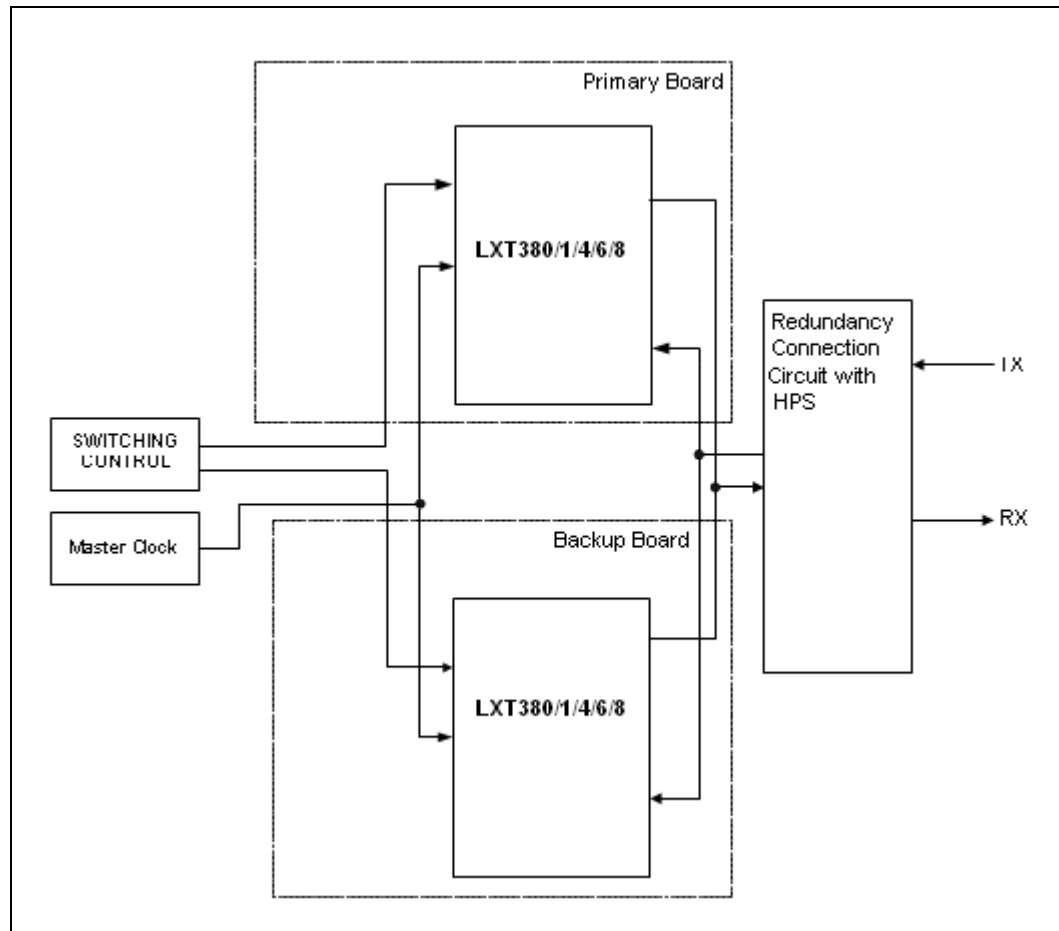 Primary Board
LXT380/1/4/6/8
Redundancy
Connection
Circuit with
HPS
TX
SWITCHING
CONTROL
Master Clock
RX
Backup Board
LXT380/1/4/6/8